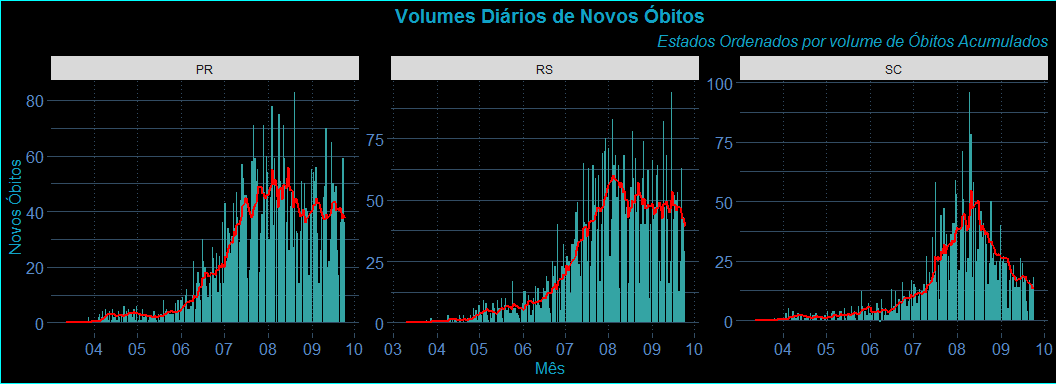 Volumes Diários de Novos Óbitos
Estados Ordenados por volume de Óbitos Acumulados
PR
RS
SC
Novos Óbitos
80
60
40
20
0
75
50
25
0
100
75
50
25
0
04 05 06 07 08 09 10
03 04 05 06 07 08 09 10
04 05 06 07 08 09 10
Mês